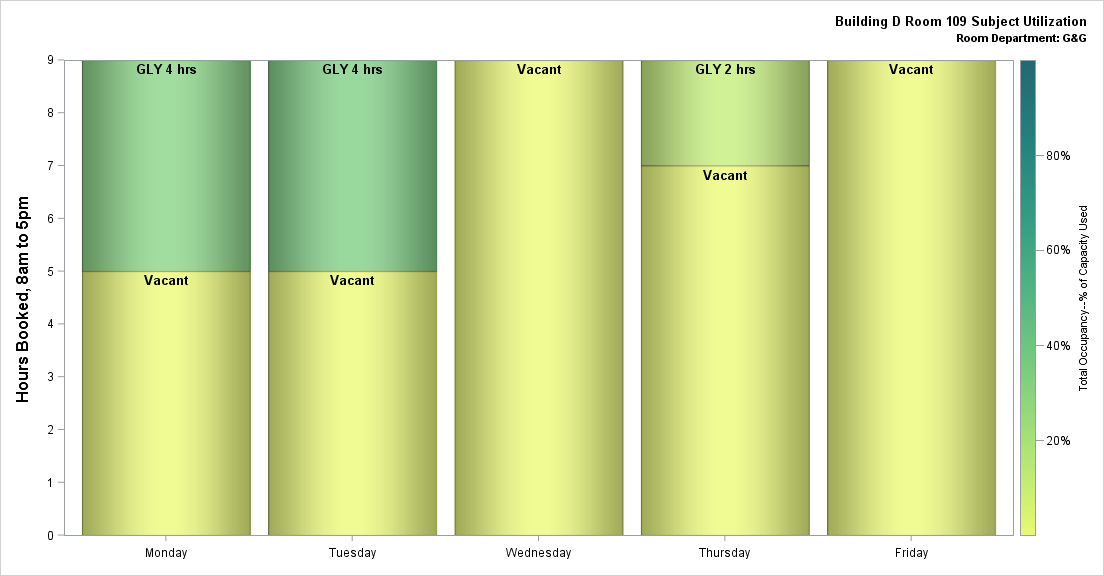 Building D Room 109 Subject Utilization
Room Department: G&G
Hours Booked, 8am to 5pm
9
8
7
6
5
4
3
2
1
0
GLY 4 hrs
Vacant
GLY 4 hrs
Vacant
Vacant
GLY 2 hrs
Vacant
Vacant
Monday
Tuesday
Wednesday
Thursday
Friday
80%
60%
40%
20%
Total Occupancy--% of Capacity Used